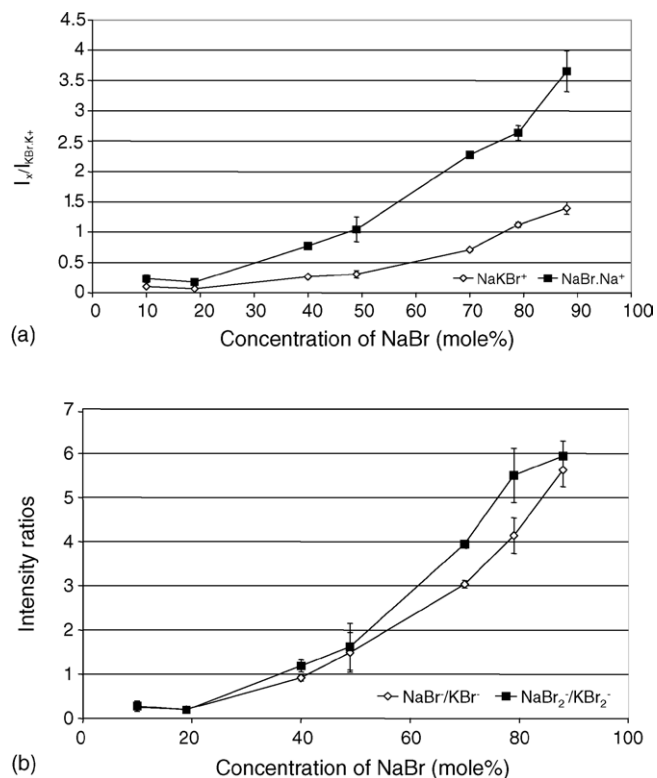 4.5
4
3.5
3
2.5
2
1.5
1
0.5
0
Iₓ/I_KBr.K+
NaKBr⁺ NaBr.Na⁺
0 10 20 30 40 50 60 70 80 90 100
(a) Concentration of NaBr (mole%)
7
6
5
4
3
2
1
0
Intensity ratios
NaBr⁻/KBr⁻ NaBr₂⁻/KBr₂⁻
0 20 40 60 80 100
(b) Concentration of NaBr (mole%)